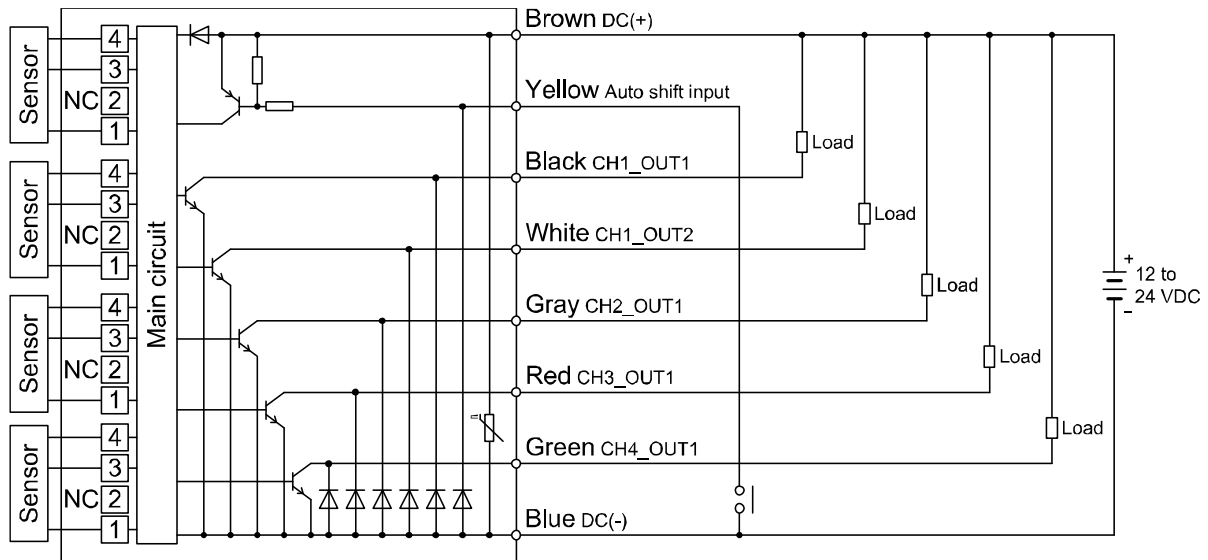 Brown DC(+)
Yellow Auto shift input
Black CH1_OUT1
White CH1_OUT2
Gray CH2_OUT1
Red CH3_OUT1
Green CH4_OUT1
Blue DC(-)
Sensor
4
3
NC 2
1
Sensor
4
3
NC 2
1
Sensor
4
3
NC 2
1
Sensor
4
3
NC 2
1
Main circuit
Load
Load
Load
Load
Load
+
12 to
24 VDC
-